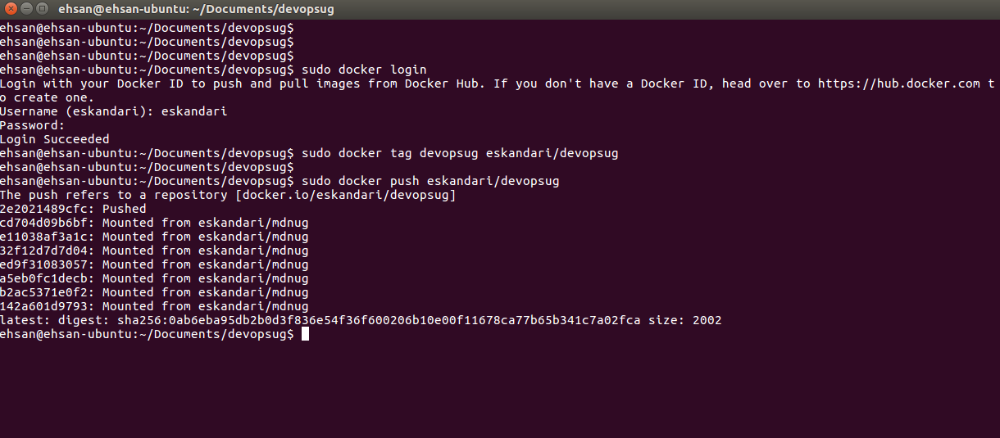 ehsan@ehsan-ubuntu: ~/Documents/devopsug
ehsan@ehsan-ubuntu:~/Documents/devopsug$
ehsan@ehsan-ubuntu:~/Documents/devopsug$
ehsan@ehsan-ubuntu:~/Documents/devopsug$
ehsan@ehsan-ubuntu:~/Documents/devopsug$ sudo docker login
Login with your Docker ID to push and pull images from Docker Hub. If you don't have a Docker ID, head over to https://hub.docker.com t
o create one.
Username (eskandari): eskandari
Password:
Login Succeeded
ehsan@ehsan-ubuntu:~/Documents/devopsug$ sudo docker tag devopsug eskandari/devopsug
ehsan@ehsan-ubuntu:~/Documents/devopsug$
ehsan@ehsan-ubuntu:~/Documents/devopsug$ sudo docker push eskandari/devopsug
The push refers to a repository [docker.io/eskandari/devopsug]
2e2021489cfc: Pushed
cd704d09b6bf: Mounted from eskandari/mdnug
e11038af3a1c: Mounted from eskandari/mdnug
32f12d7d7d04: Mounted from eskandari/mdnug
ed9f31083057: Mounted from eskandari/mdnug
a5eb0fc1decb: Mounted from eskandari/mdnug
b2ac5371e0f2: Mounted from eskandari/mdnug
142a601d9793: Mounted from eskandari/mdnug
latest: digest: sha256:0ab6eba95db2b0d3f836e54f36f600206b10e00f11678ca77b65b341c7a02fca size: 2002
ehsan@ehsan-ubuntu:~/Documents/devopsug$